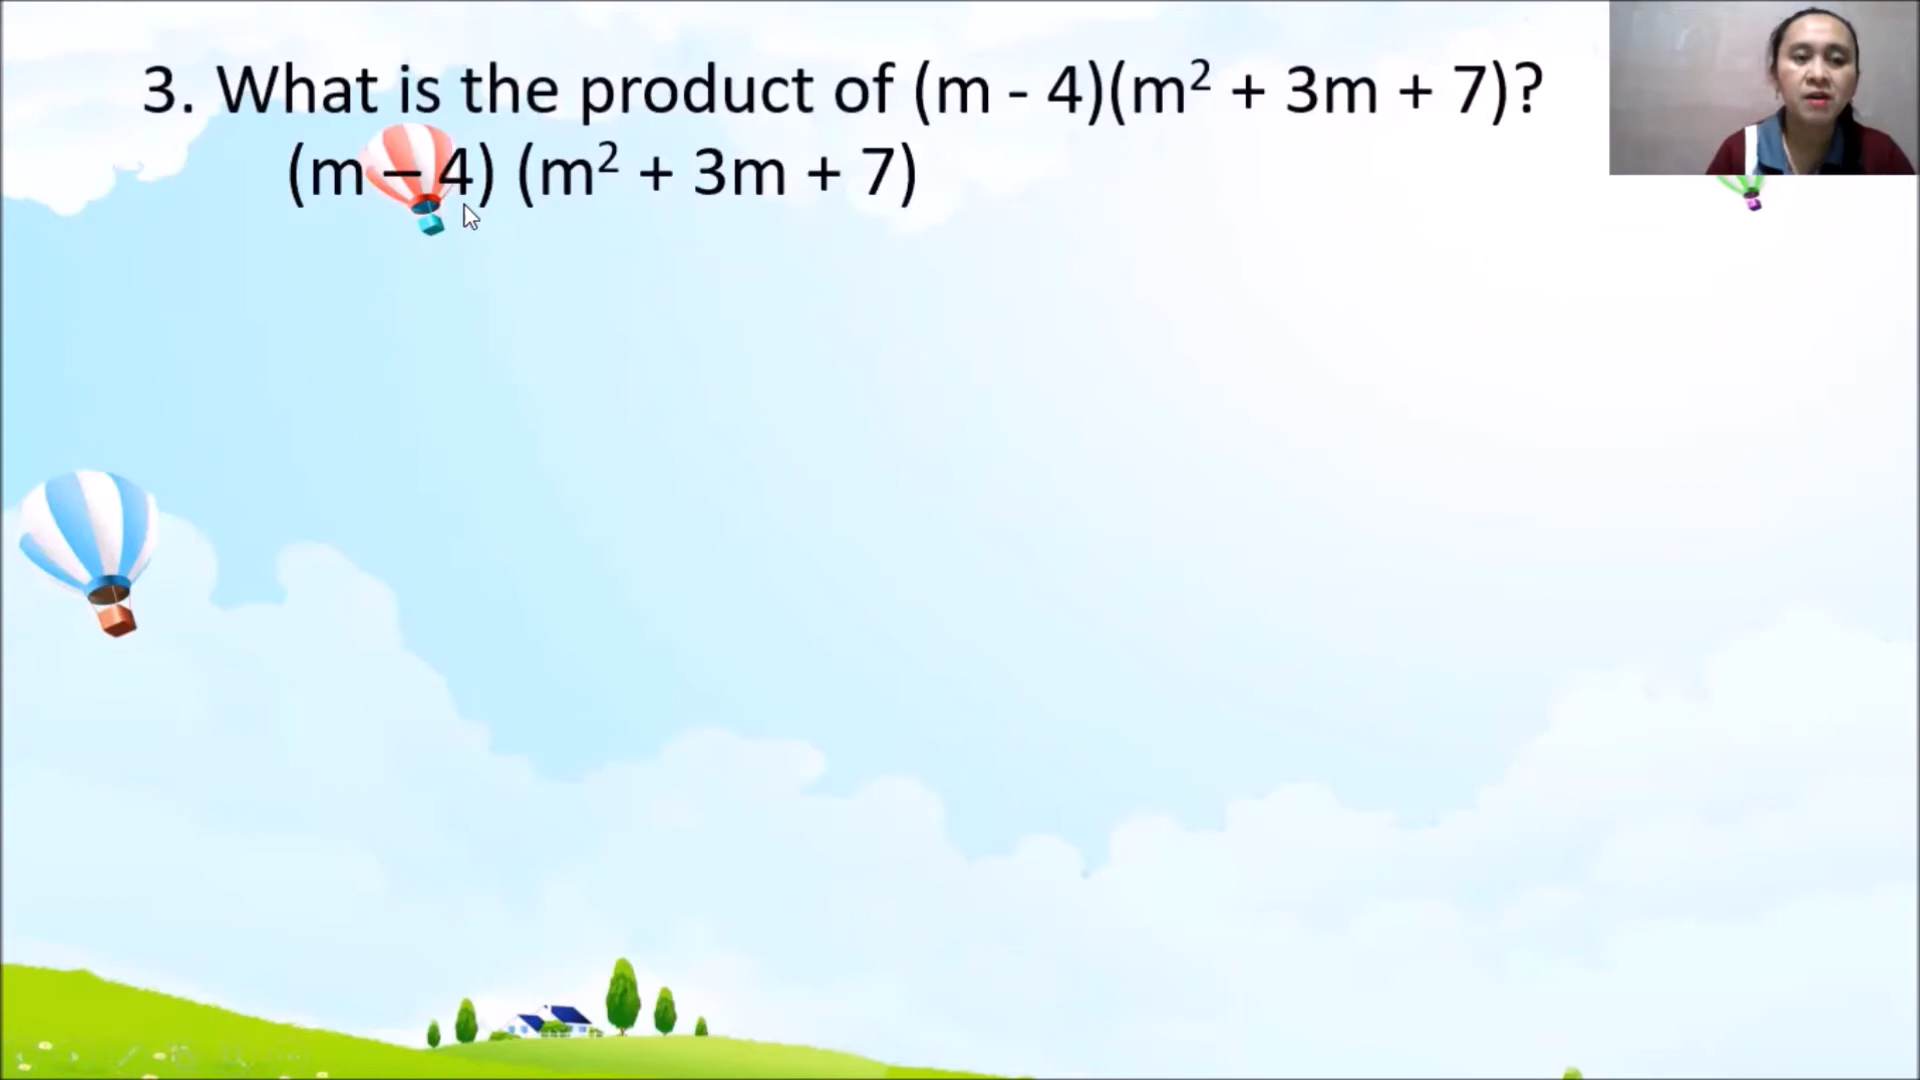 3. What is the product of (m - 4)(m² + 3m + 7)?
(m – 4) (m² + 3m + 7)